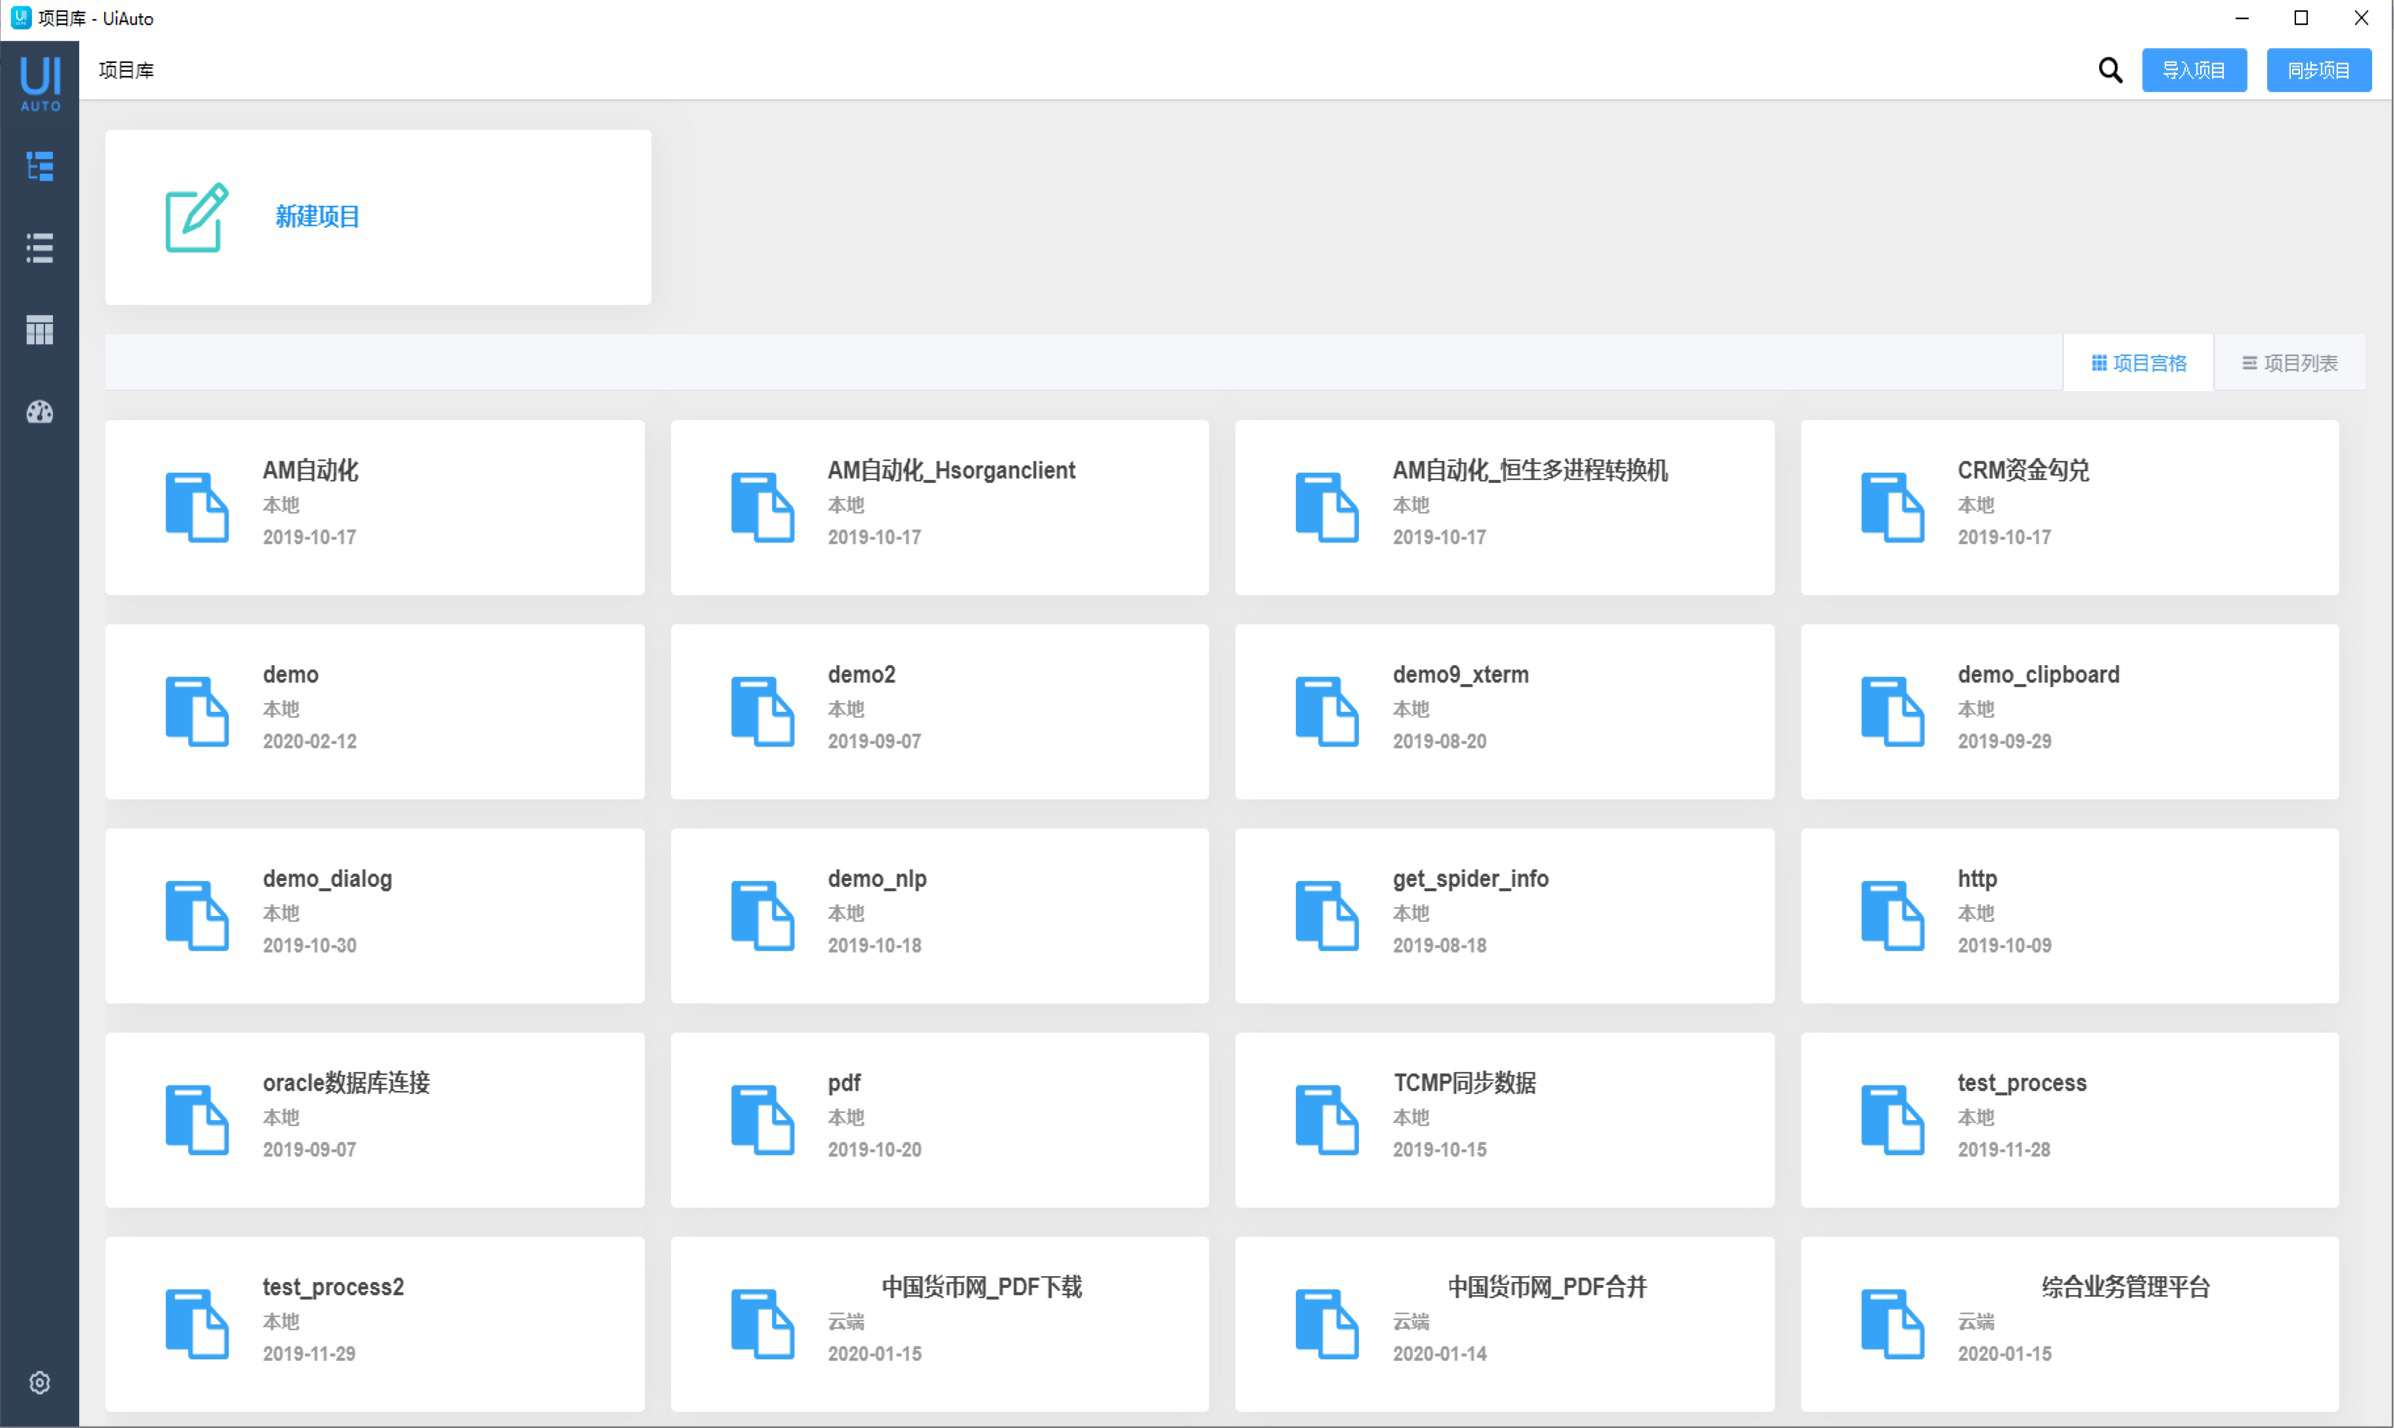 项目库 - UiAuto
UI
AUTO
项目库
导入项目
同步项目
新建项目
项目宫格
项目列表
AM自动化
本地
2019-10-17
AM自动化_Hsorganclient
本地
2019-10-17
AM自动化_恒生多进程转换机
本地
2019-10-17
CRM资金勾兑
本地
2019-10-17
demo
本地
2020-02-12
demo2
本地
2019-09-07
demo9_xterm
本地
2019-08-20
demo_clipboard
本地
2019-09-29
demo_dialog
本地
2019-10-30
demo_nlp
本地
2019-10-18
get_spider_info
本地
2019-08-18
http
本地
2019-10-09
oracle数据库连接
本地
2019-09-07
pdf
本地
2019-10-20
TCMP同步数据
本地
2019-10-15
test_process
本地
2019-11-28
test_process2
本地
2019-11-29
中国货币网_PDF下载
云端
2020-01-15
中国货币网_PDF合并
云端
2020-01-14
综合业务管理平台
云端
2020-01-15